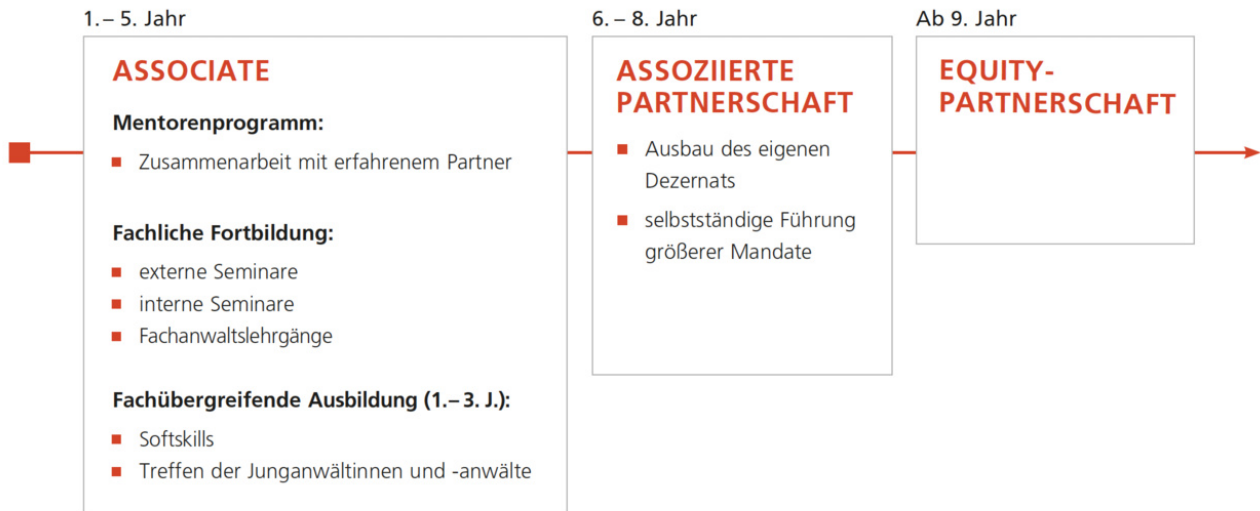 1.– 5. Jahr
ASSOCIATE
Mentorenprogramm:
Zusammenarbeit mit erfahrenem Partner
Fachliche Fortbildung:
externe Seminare
interne Seminare
Fachanwaltslehrgänge
Fachübergreifende Ausbildung (1.– 3. J.):
Softskills
Treffen der Junganwältinnen und -anwälte
6. – 8. Jahr
ASSOZIIERTE
PARTNERSCHAFT
Ausbau des eigenen
Dezernats
selbstständige Führung
größerer Mandate
Ab 9. Jahr
EQUITY-
PARTNERSCHAFT